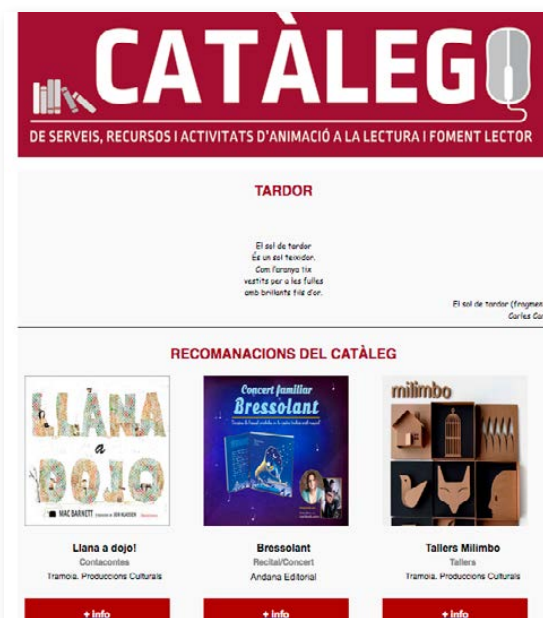 CATÀLEG
DE SERVEIS, RECURSOS I ACTIVITATS D'ANIMACIÓ A LA LECTURA I FOMENT LECTOR
TARDOR
El sol de tardor
És un sol teixidor.
Com l'aranya tix
vestits per a les fulles
amb brillants fils d'or.
El sol de tardor (fragmen
Carles Ca
RECOMANACIONS DEL CATÀLEG
LLANA
a
DOJO
MAC BARNETT
JON KLASSEN
Concert familiar
Bressolant
milimbo
Llana a dojo!
Contacontes
Tramoia. Produccions Culturals
Bressolant
Recital/Concert
Andana Editorial
Tallers Milimbo
Tallers
Tramoia. Produccions Culturals
+ info
+ info
+ info